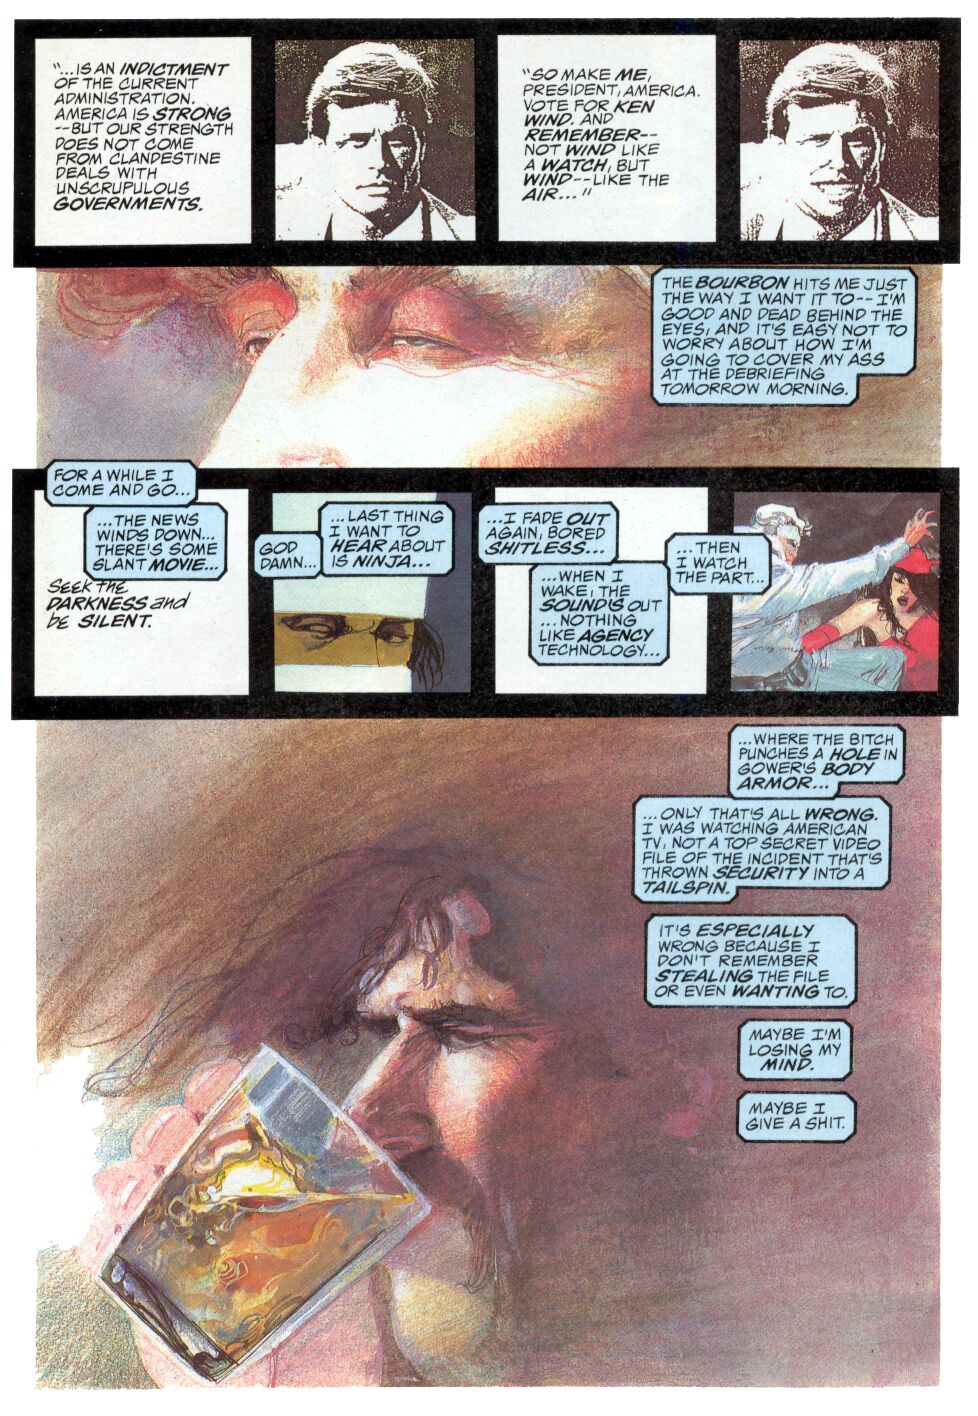 "...IS AN INDICTMENT
OF THE CURRENT
ADMINISTRATION.
AMERICA IS STRONG
--BUT OUR STRENGTH
DOES NOT COME
FROM CLANDESTINE
DEALS WITH
UNSCRUPULOUS
GOVERNMENTS.
"SO MAKE ME,
PRESIDENT, AMERICA.
VOTE FOR KEN
WIND. AND
REMEMBER--
NOT WIND LIKE
A WATCH, BUT
WIND--LIKE THE
AIR..."
THE BOURBON HITS ME JUST
THE WAY I WANT IT TO--I'M
GOOD AND DEAD BEHIND THE
EYES, AND IT'S EASY NOT TO
WORRY ABOUT HOW I'M
GOING TO COVER MY ASS
AT THE DEBRIEFING
TOMORROW MORNING.
FOR A WHILE I
COME AND GO...
...THE NEWS
WINDS DOWN...
THERE'S SOME
SLANT MOVIE...
SEEK THE
DARKNESS and
be SILENT.
GOD
DAMN...
...LAST THING
I WANT TO
HEAR ABOUT
IS NINJA...
...I FADE OUT
AGAIN, BORED
SHITLESS...
...WHEN I
WAKE, THE
SOUND'S OUT
...NOTHING
LIKE AGENCY
TECHNOLOGY...
...THEN
I WATCH
THE PART...
...WHERE THE BITCH
PUNCHES A HOLE IN
GOWER'S BODY
ARMOR...
...ONLY THAT'S ALL WRONG.
I WAS WATCHING AMERICAN
TV, NOT A TOP SECRET VIDEO
FILE OF THE INCIDENT THAT'S
THROWN SECURITY INTO A
TAILSPIN.
IT'S ESPECIALLY
WRONG BECAUSE I
DON'T REMEMBER
STEALING THE FILE
OR EVEN WANTING TO.
MAYBE I'M
LOSING MY
MIND.
MAYBE I
GIVE A SHIT.